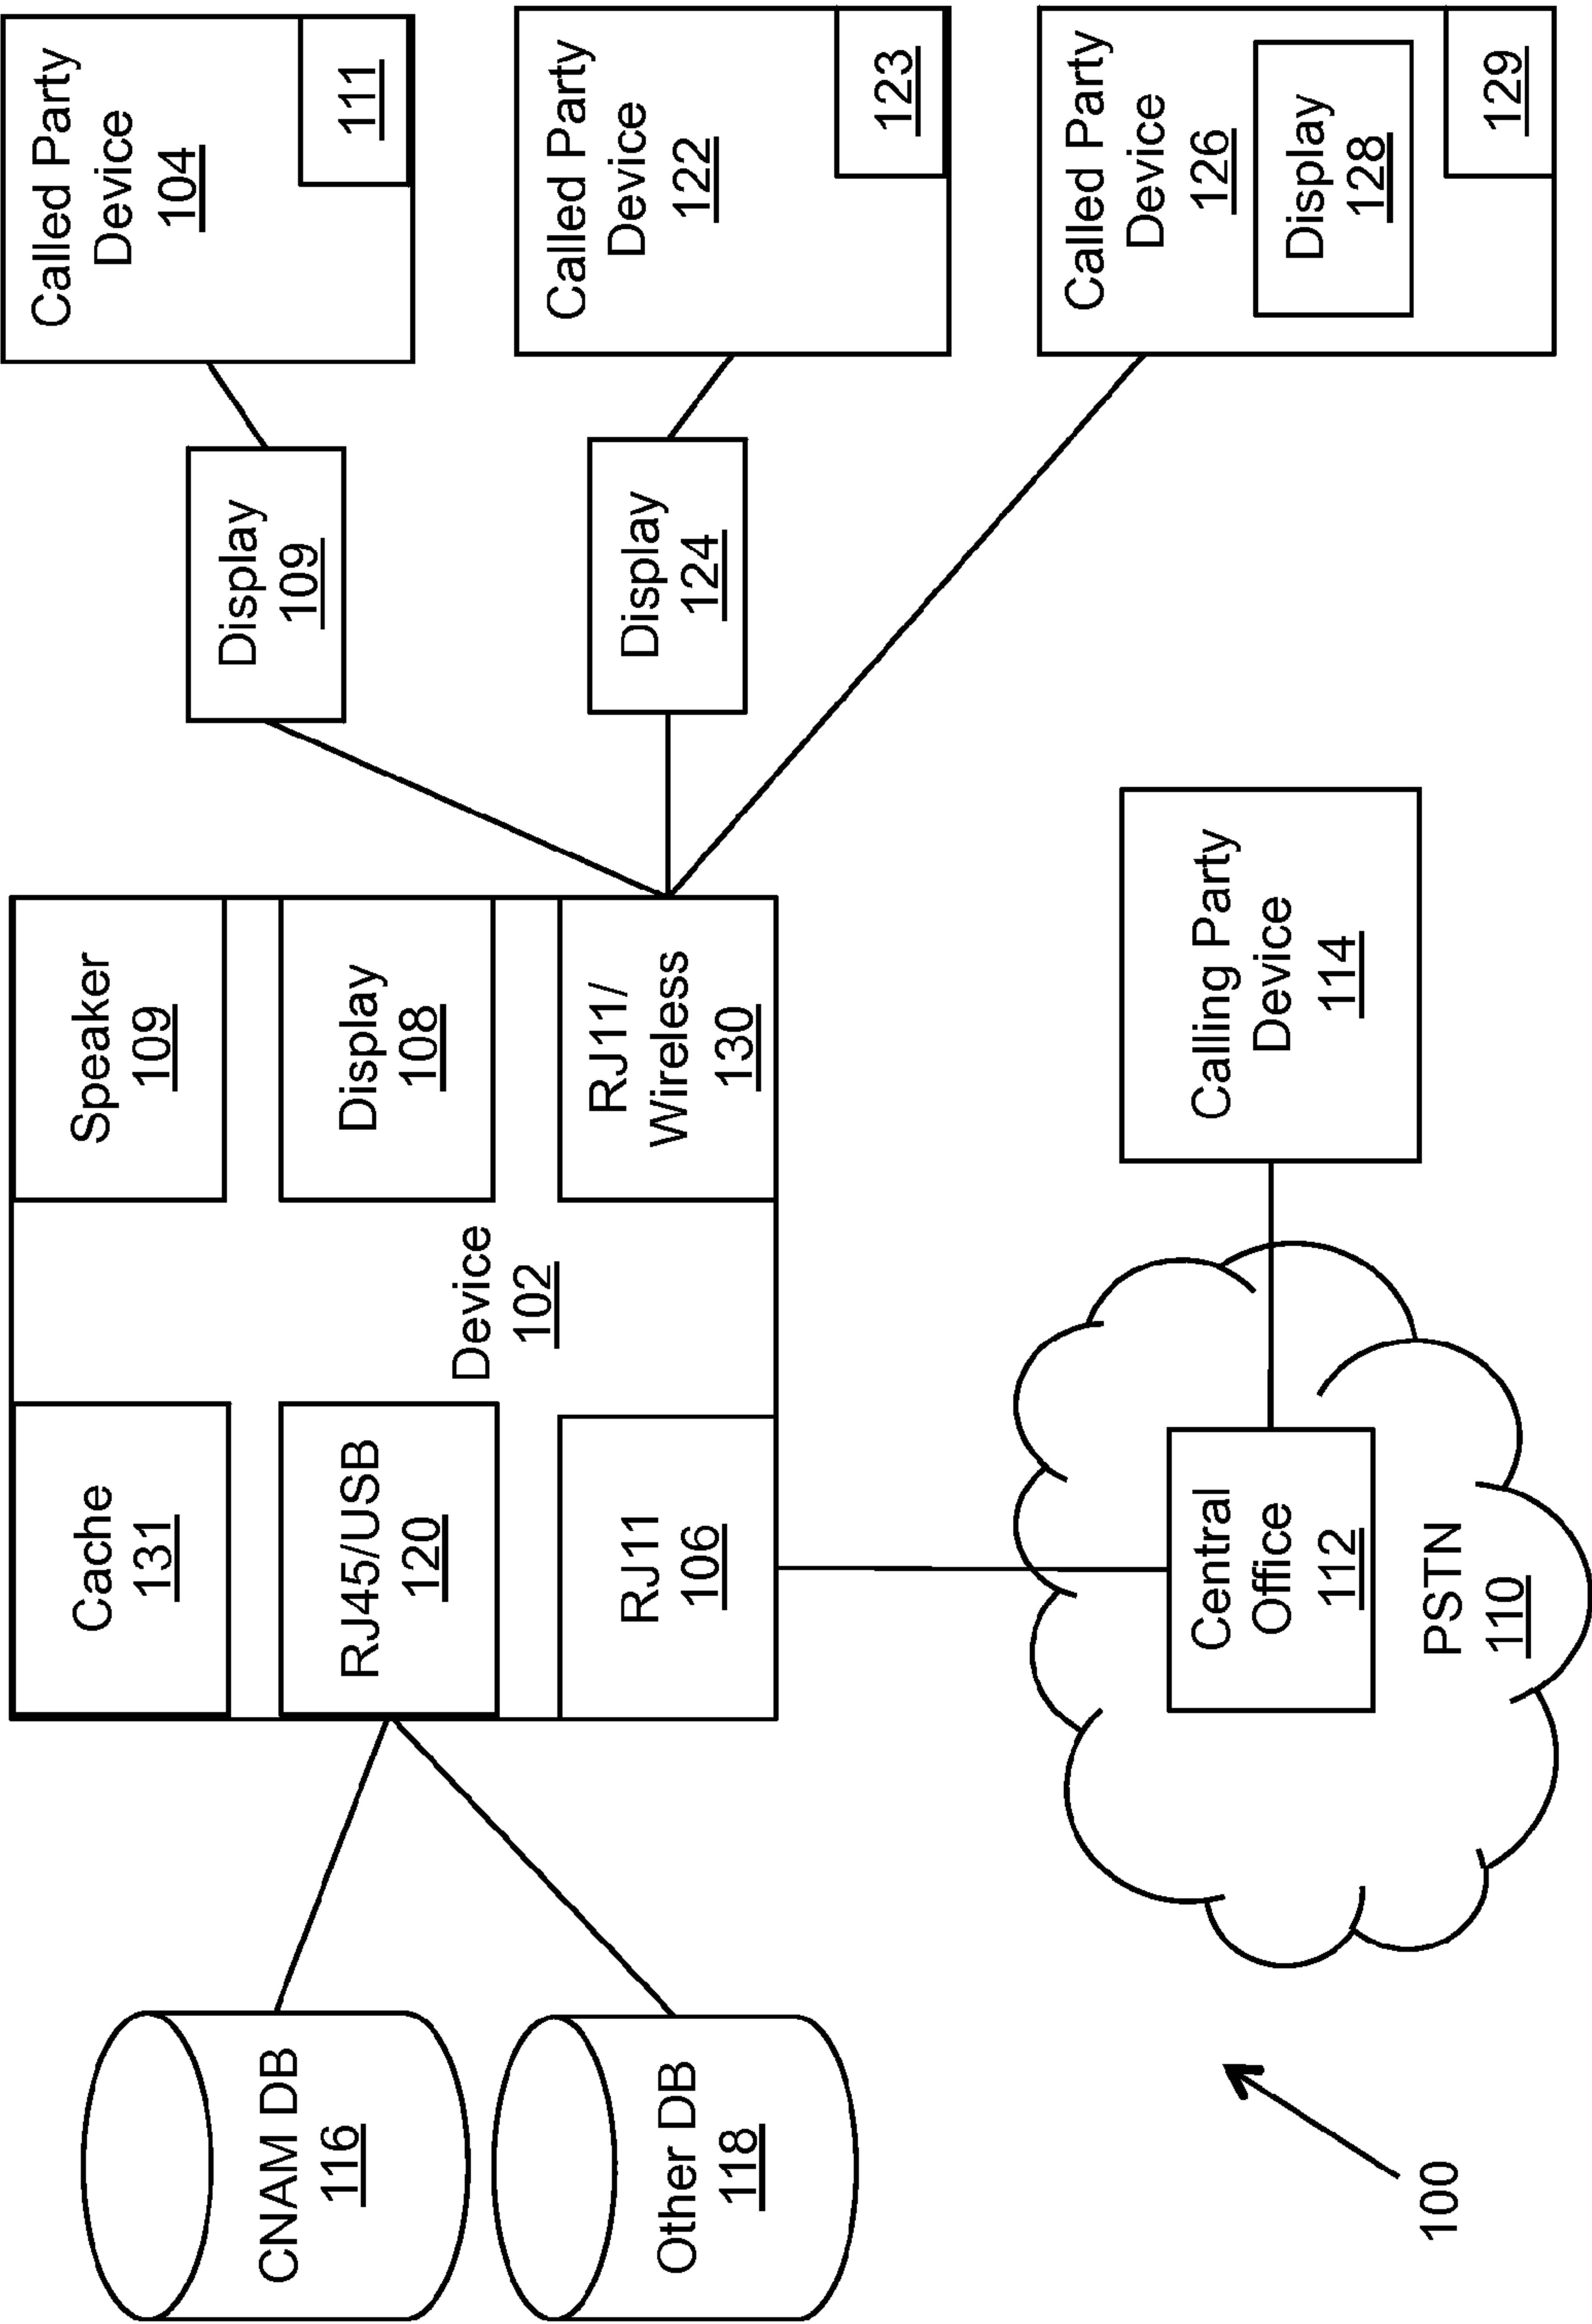 CNAM DB
116
Other DB
118
Cache
131
RJ45/USB
120
RJ11
106
Device
102
Speaker
109
Display
108
RJ11/
Wireless
130
Display
109
Display
124
Called Party
Device
104
111
Called Party
Device
122
123
Called Party
Device
126
Display
128
129
Central
Office
112
PSTN
110
Calling Party
Device
114
100